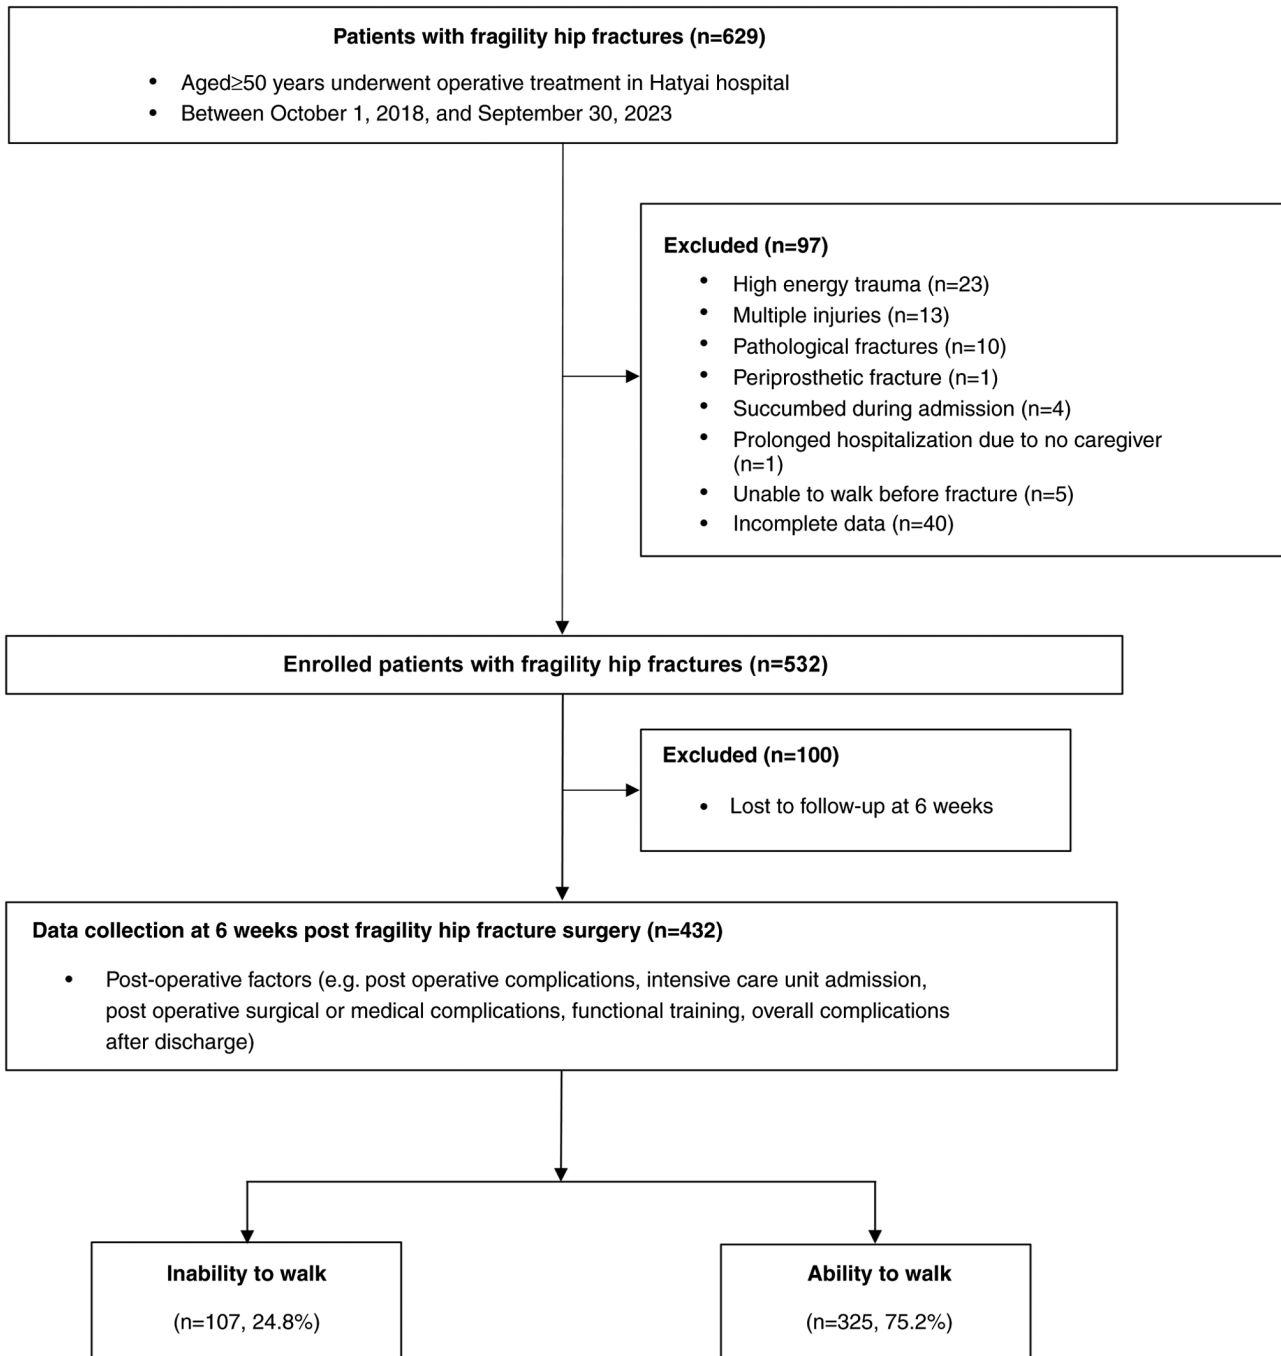 Patients with fragility hip fractures (n=629)
• Aged≥50 years underwent operative treatment in Hatyai hospital
• Between October 1, 2018, and September 30, 2023
Excluded (n=97)
• High energy trauma (n=23)
• Multiple injuries (n=13)
• Pathological fractures (n=10)
• Periprosthetic fracture (n=1)
• Succumbed during admission (n=4)
• Prolonged hospitalization due to no caregiver
(n=1)
• Unable to walk before fracture (n=5)
• Incomplete data (n=40)
Enrolled patients with fragility hip fractures (n=532)
Excluded (n=100)
• Lost to follow-up at 6 weeks
Data collection at 6 weeks post fragility hip fracture surgery (n=432)
• Post-operative factors (e.g. post operative complications, intensive care unit admission,
post operative surgical or medical complications, functional training, overall complications
after discharge)
Inability to walk
(n=107, 24.8%)
Ability to walk
(n=325, 75.2%)